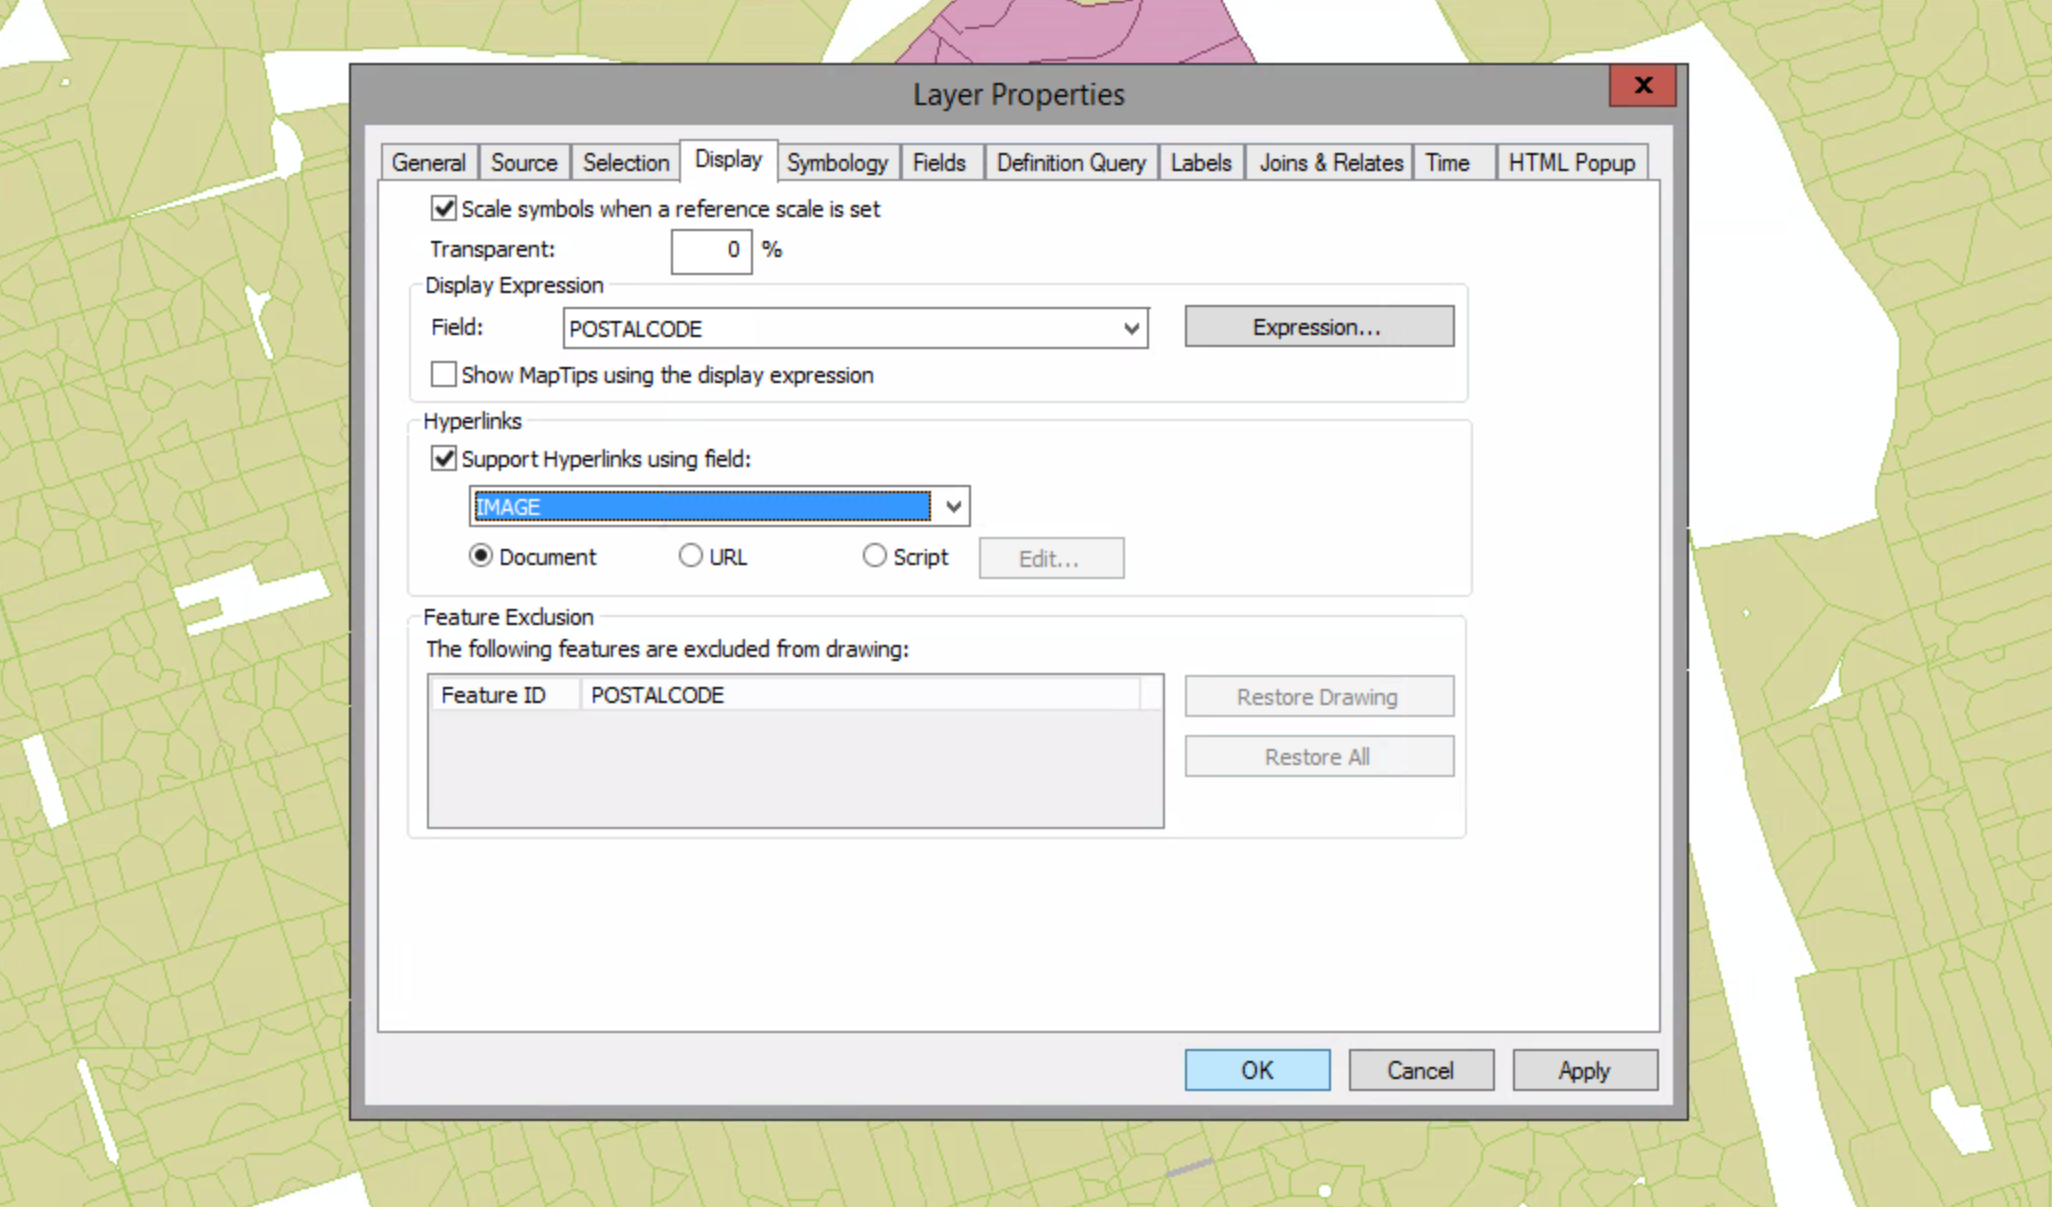 Layer Properties
x
General Source Selection Display Symbology Fields Definition Query Labels Joins & Relates Time HTML Popup
Scale symbols when a reference scale is set
Transparent: 0 %
Display Expression
Field: POSTALCODE Expression...
Show MapTips using the display expression
Hyperlinks
Support Hyperlinks using field:
IMAGE
Document URL Script Edit...
Feature Exclusion
The following features are excluded from drawing:
Feature ID POSTALCODE Restore Drawing
Restore All
OK Cancel Apply